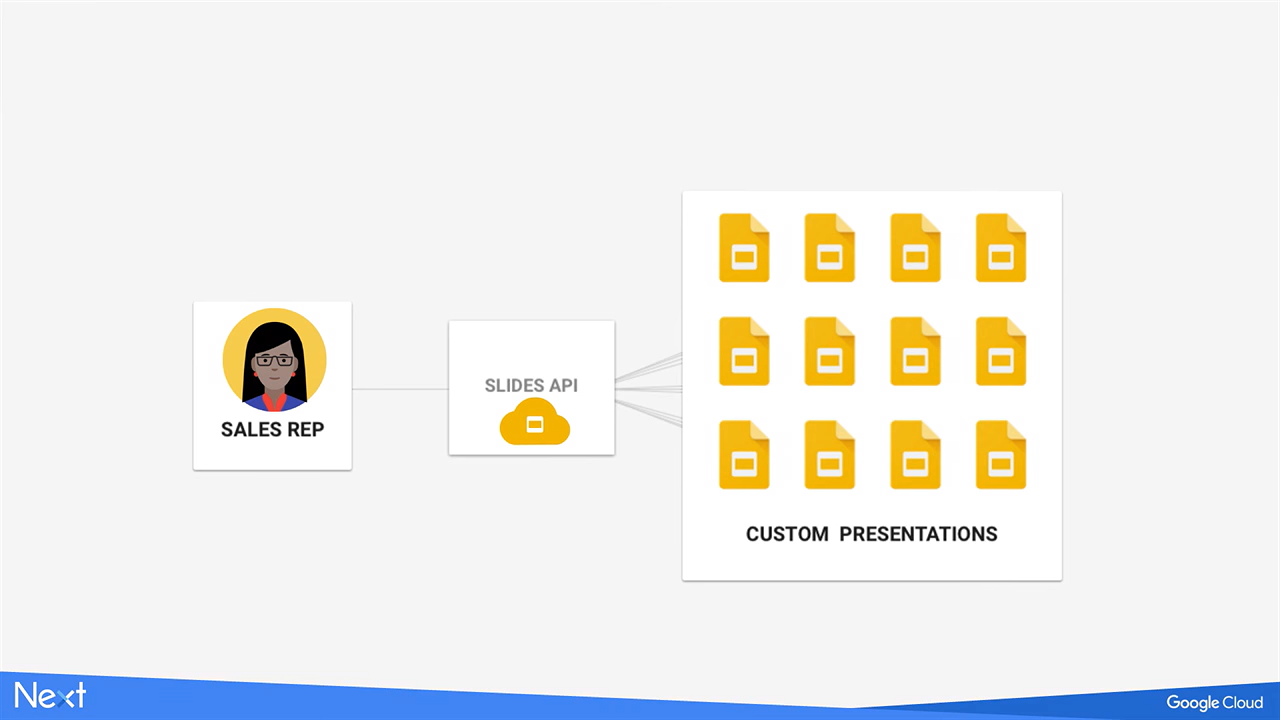 SALES REP
SLIDES API
CUSTOM PRESENTATIONS
Next
Google Cloud